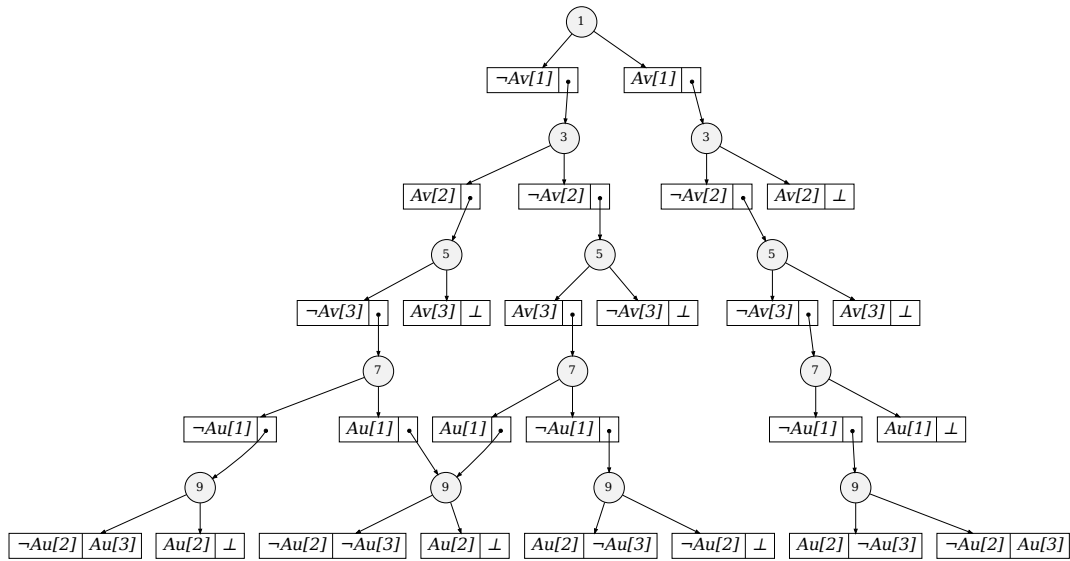 1
¬Av[1] Av[1]
3 3
Av[2] ¬Av[2] ¬Av[2] Av[2] ⊥
5 5 5
¬Av[3] Av[3] ⊥ Av[3] ¬Av[3] ⊥ ¬Av[3] Av[3] ⊥
7 7 7
¬Au[1] Au[1] Au[1] ¬Au[1] ¬Au[1] Au[1] ⊥
9 9 9 9
¬Au[2] Au[3] Au[2] ⊥ ¬Au[2] ¬Au[3] Au[2] ⊥ Au[2] ¬Au[3] ¬Au[2] ⊥ Au[2] ¬Au[3] ¬Au[2] Au[3]